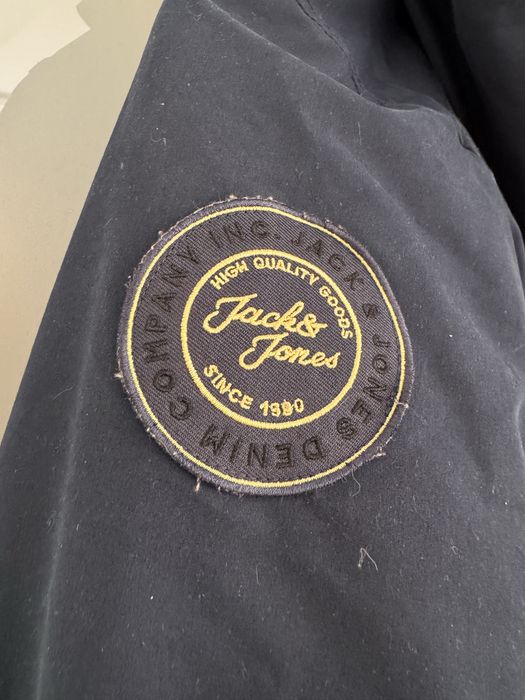 JACK & JONES DENIM COMPANY INC.
HIGH QUALITY GOODS
Jack&
Jones
SINCE 1990